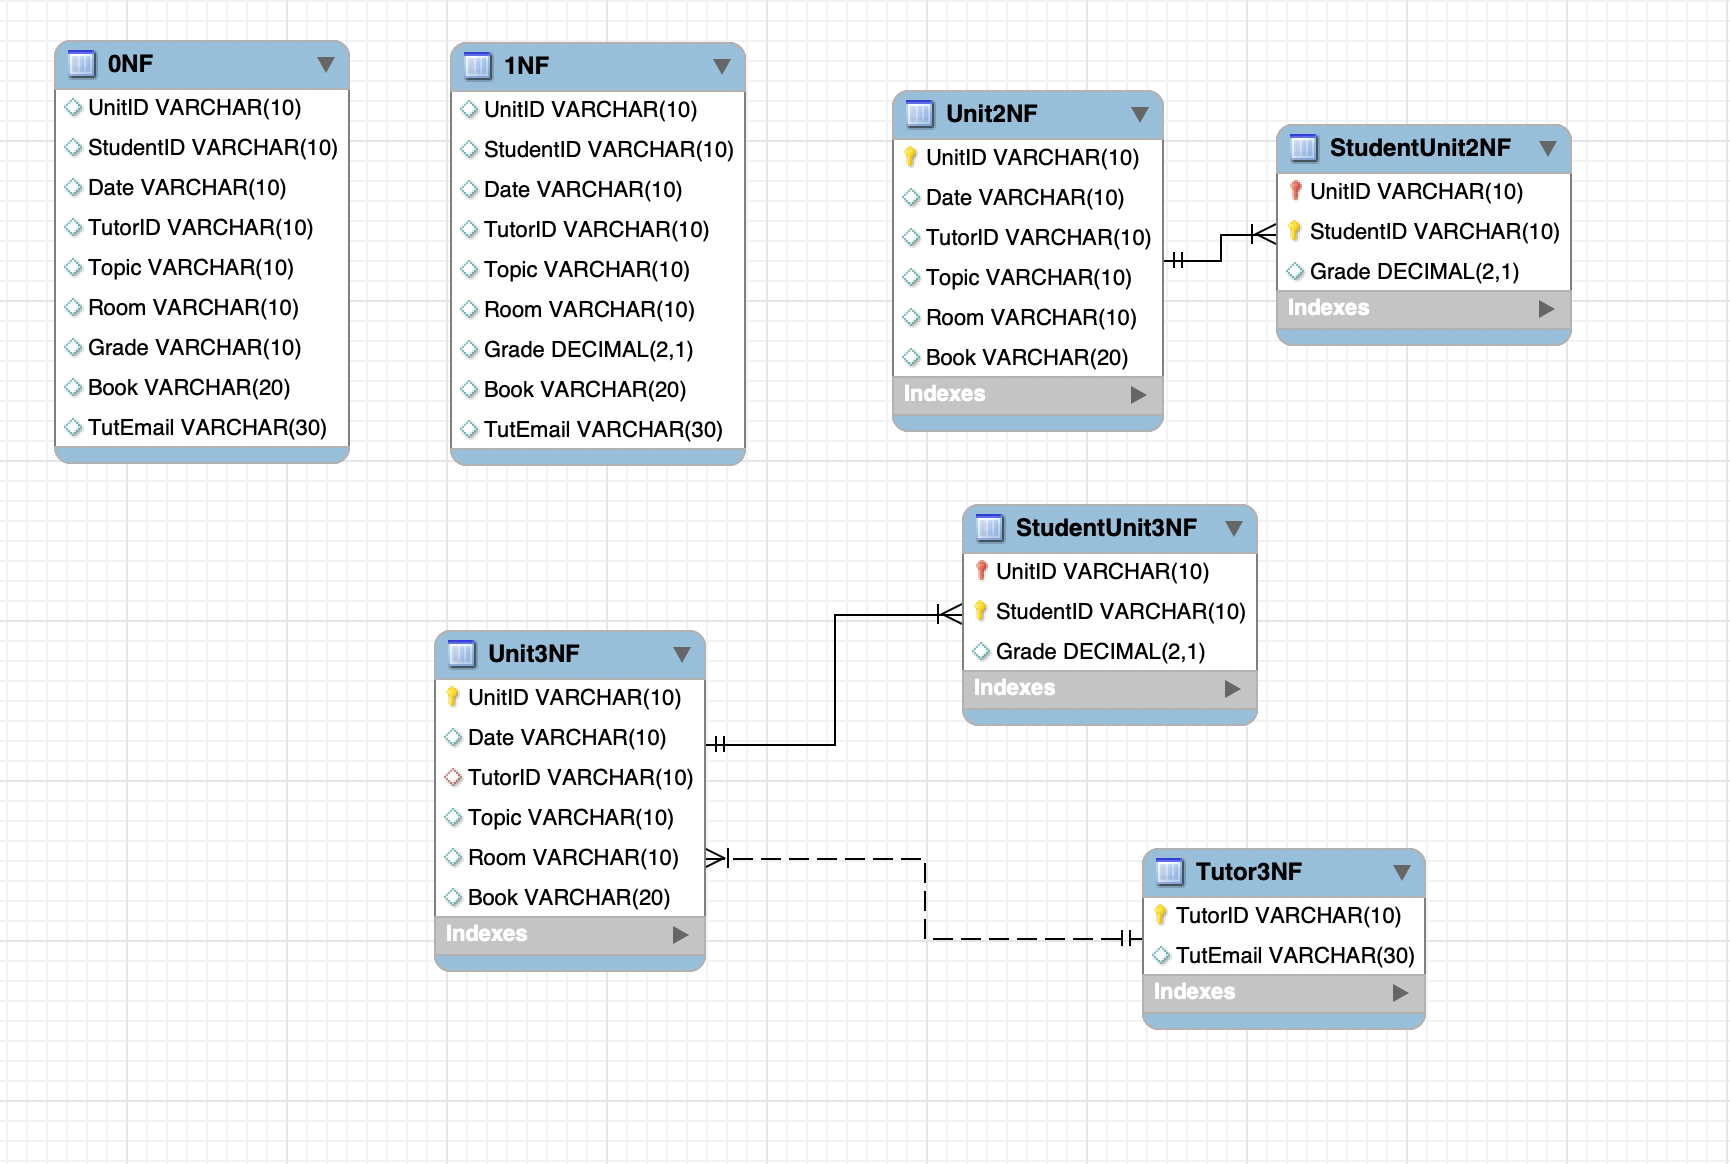 0NF
UnitID VARCHAR(10)
StudentID VARCHAR(10)
Date VARCHAR(10)
TutorID VARCHAR(10)
Topic VARCHAR(10)
Room VARCHAR(10)
Grade VARCHAR(10)
Book VARCHAR(20)
TutEmail VARCHAR(30)
1NF
UnitID VARCHAR(10)
StudentID VARCHAR(10)
Date VARCHAR(10)
TutorID VARCHAR(10)
Topic VARCHAR(10)
Room VARCHAR(10)
Grade DECIMAL(2,1)
Book VARCHAR(20)
TutEmail VARCHAR(30)
Unit2NF
UnitID VARCHAR(10)
Date VARCHAR(10)
TutorID VARCHAR(10)
Topic VARCHAR(10)
Room VARCHAR(10)
Book VARCHAR(20)
Indexes
StudentUnit2NF
UnitID VARCHAR(10)
StudentID VARCHAR(10)
Grade DECIMAL(2,1)
Indexes
StudentUnit3NF
UnitID VARCHAR(10)
StudentID VARCHAR(10)
Grade DECIMAL(2,1)
Indexes
Unit3NF
UnitID VARCHAR(10)
Date VARCHAR(10)
TutorID VARCHAR(10)
Topic VARCHAR(10)
Room VARCHAR(10)
Book VARCHAR(20)
Indexes
Tutor3NF
TutorID VARCHAR(10)
TutEmail VARCHAR(30)
Indexes